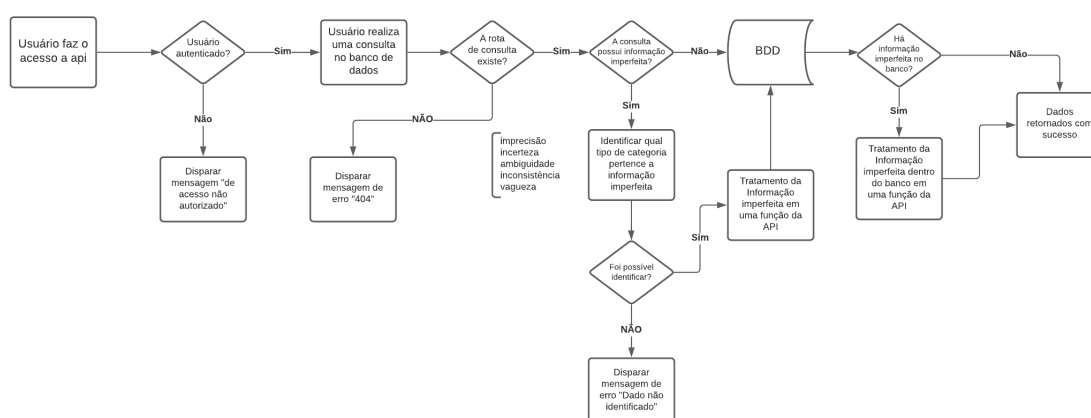 Usuário faz o
acesso a api
Usuário
autenticado?
Sim
Não
Disparar
mensagem "de
acesso não
autorizado"
Usuário realiza
uma consulta
no banco de
dados
A rota
de consulta
existe?
Sim
NÃO
Disparar
mensagem de
erro "404"
imprecisão
incerteza
ambiguidade
inconsistência
vagueza
A consulta
possui informação
imperfeita?
Não
Sim
Identificar qual
tipo de categoria
pertence a
informação
imperfeita
Foi possível
identificar?
Sim
NÃO
Disparar
mensagem de
erro "Dado não
identificado"
Tratamento da
Informação
imperfeita em
uma função da
API
BDD
Há
informação
imperfeita no
banco?
Não
Sim
Tratamento da
Informação
imperfeita dentro
do banco em
uma função da
API
Dados
retornados com
sucesso